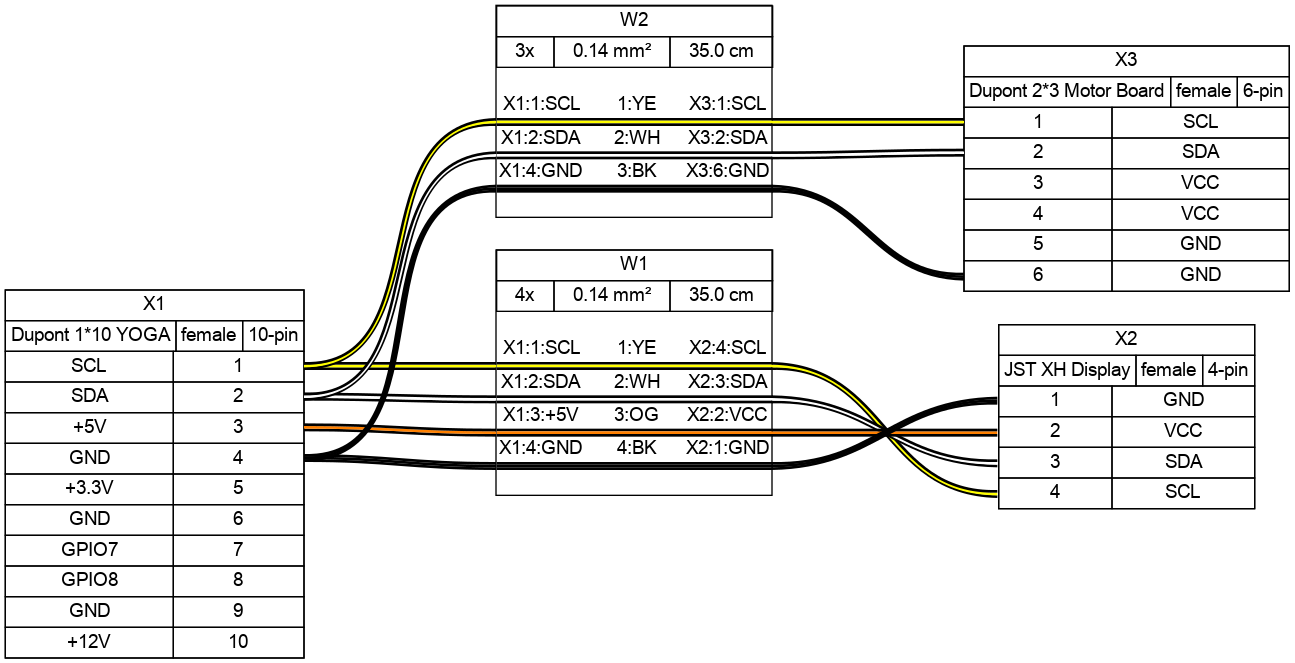 W2
3x 0.14 mm² 35.0 cm
X1:1:SCL 1:YE X3:1:SCL
X1:2:SDA 2:WH X3:2:SDA
X1:4:GND 3:BK X3:6:GND
X3
Dupont 2*3 Motor Board female 6-pin
1 SCL
2 SDA
3 VCC
4 VCC
5 GND
6 GND
W1
4x 0.14 mm² 35.0 cm
X1:1:SCL 1:YE X2:4:SCL
X1:2:SDA 2:WH X2:3:SDA
X1:3:+5V 3:OG X2:2:VCC
X1:4:GND 4:BK X2:1:GND
X1
Dupont 1*10 YOGA female 10-pin
SCL 1
SDA 2
+5V 3
GND 4
+3.3V 5
GND 6
GPIO7 7
GPIO8 8
GND 9
+12V 10
X2
JST XH Display female 4-pin
1 GND
2 VCC
3 SDA
4 SCL